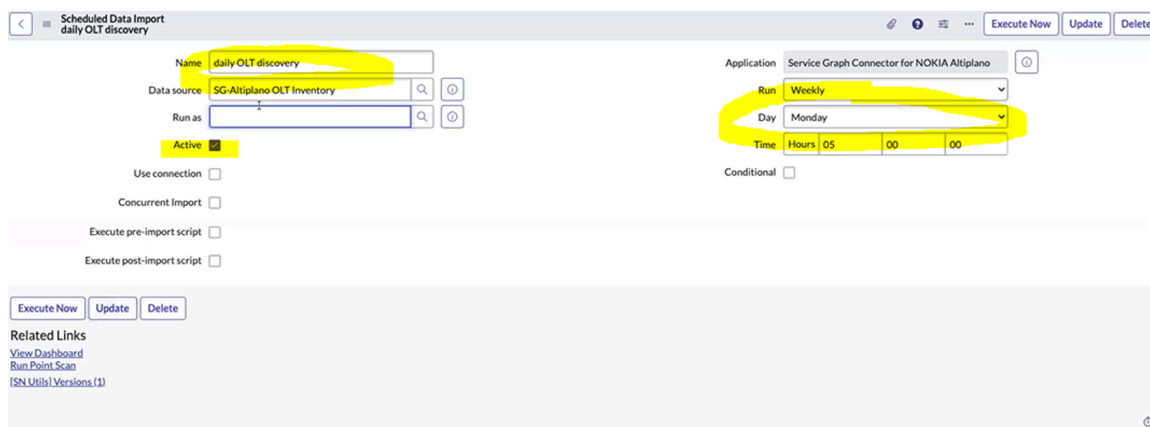 Scheduled Data Import
daily OLT discovery
Execute Now Update Delete
Name daily OLT discovery
Application Service Graph Connector for NOKIA Altiplano
Data source SG-Altiplano OLT Inventory
Run Weekly
Run as
Day Monday
Active
Time Hours 05 00 00
Use connection
Conditional
Concurrent Import
Execute pre-import script
Execute post-import script
Execute Now Update Delete
Related Links
View Dashboard
Run Point Scan
[SN Utils] Versions (1)